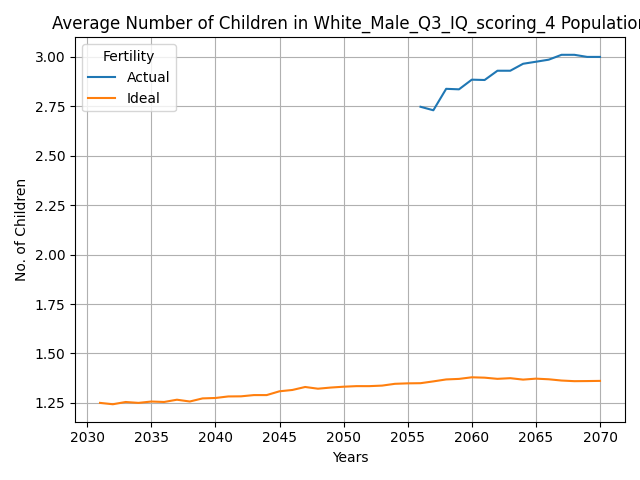 Average Number of Children in White_Male_Q3_IQ_scoring_4 Population
Fertility
Actual
Ideal
3.00
2.75
2.50
2.25
2.00
1.75
1.50
1.25
No. of Children
2030 2035 2040 2045 2050 2055 2060 2065 2070
Years